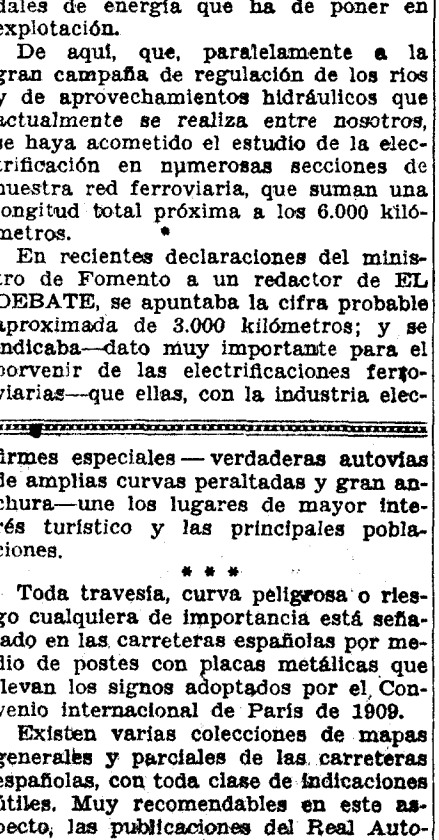 dales de energía que ha de poner en
explotación.
De aquí, que, paralelamente a la
gran campaña de regulación de los ríos
y de aprovechamientos hidráulicos que
actualmente se realiza entre nosotros,
se haya acometido el estudio de la elec-
trificación en numerosas secciones de
nuestra red ferroviaria, que suman una
longitud total próxima a los 6.000 kiló-
metros.
En recientes declaraciones del minis-
tro de Fomento a un redactor de EL
DEBATE, se apuntaba la cifra probable
aproximada de 3.000 kilómetros; y se
indicaba—dato muy importante para el
porvenir de las electrificaciones ferro-
viarias—que ellas, con la industria elec-
firmes especiales — verdaderas autovías
de amplias curvas peraltadas y gran an-
chura—une los lugares de mayor inte-
rés turístico y las principales pobla-
ciones.
* * *
Toda travesía, curva peligrosa o ries-
go cualquiera de importancia está seña-
lado en las carreteras españolas por me-
dio de postes con placas metálicas que
llevan los signos adoptados por el Con-
venio internacional de París de 1909.
Existen varias colecciones de mapas
generales y parciales de las carreteras
españolas, con toda clase de indicaciones
útiles. Muy recomendables en este as-
pecto, las publicaciones del Real Auto-